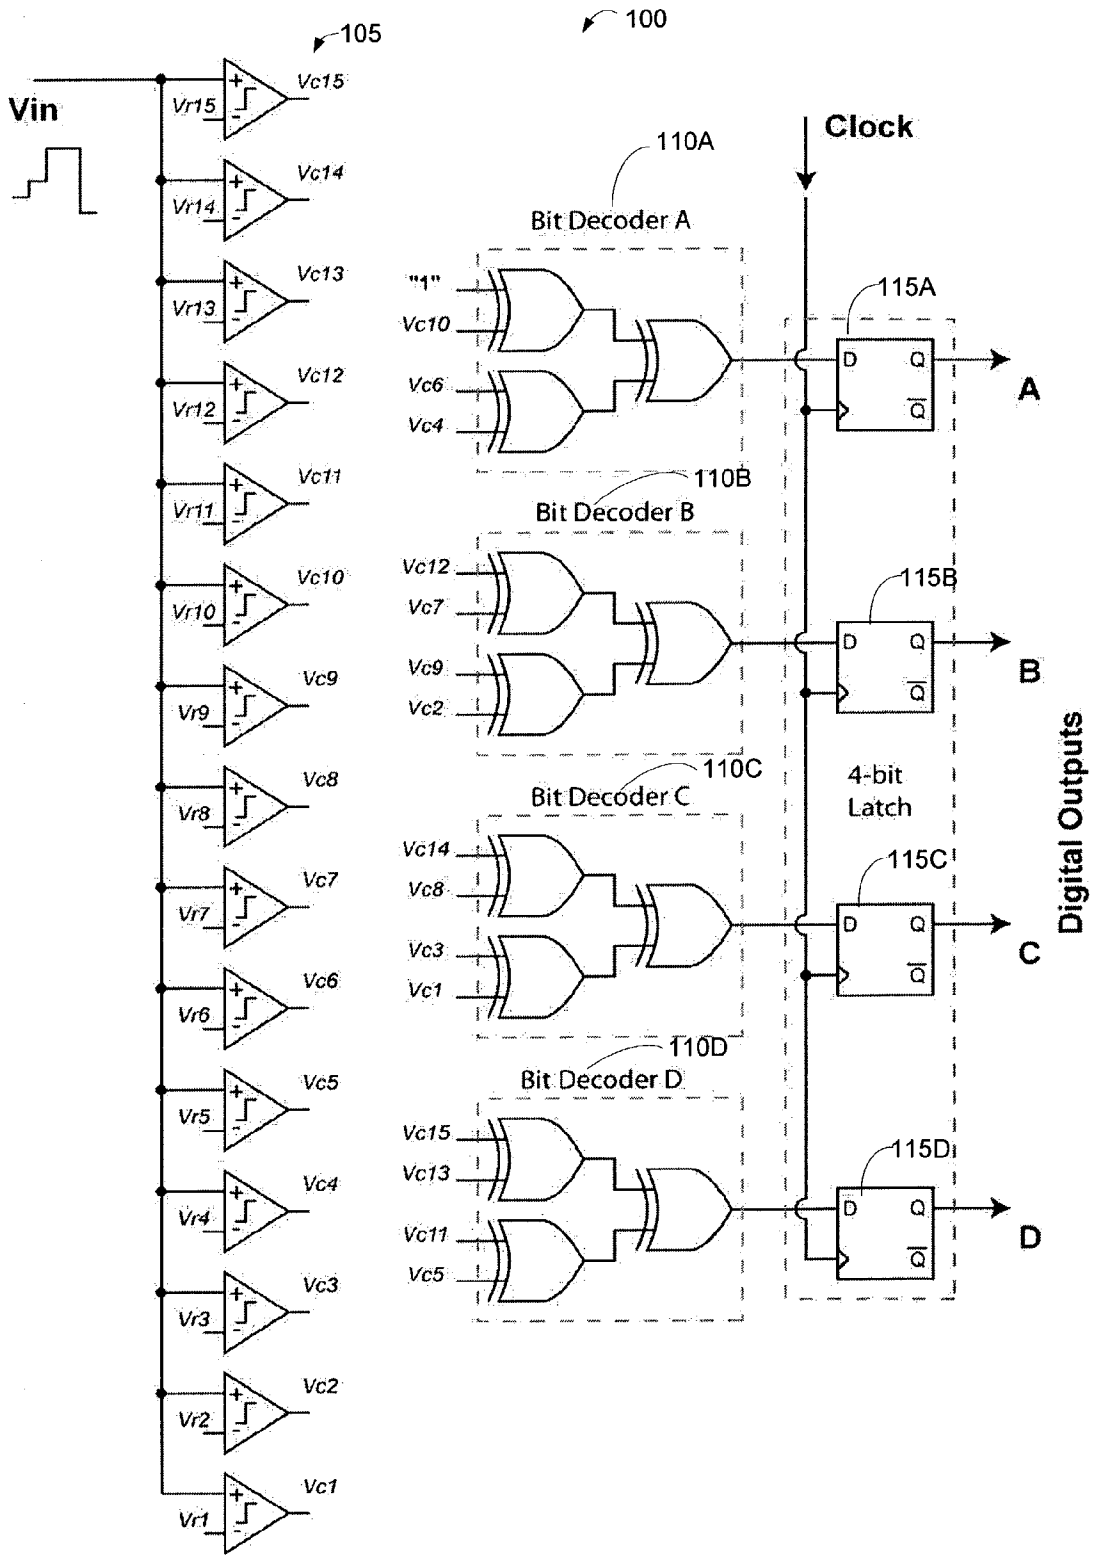 105
100
Vin
Vc15
+
Vr15
-
Vc14
+
Vr14
-
Vc13
+
Vr13
-
Vc12
+
Vr12
-
Vc11
+
Vr11
-
Vc10
+
Vr10
-
Vc9
+
Vr9
-
Vc8
+
Vr8
-
Vc7
+
Vr7
-
Vc6
+
Vr6
-
Vc5
+
Vr5
-
Vc4
+
Vr4
-
Vc3
+
Vr3
-
Vc2
+
Vr2
-
Vc1
+
Vr1
-
110A
Bit Decoder A
"1"
Vc10
Vc6
Vc4
110B
Bit Decoder B
Vc12
Vc7
Vc9
Vc2
110C
Bit Decoder C
Vc14
Vc8
Vc3
Vc1
110D
Bit Decoder D
Vc15
Vc13
Vc11
Vc5
Clock
115A
D Q
Q̅
A
115B
D Q
Q̅
B
4-bit
Latch
115C
D Q
Q̅
C
115D
D Q
Q̅
D
Digital Outputs